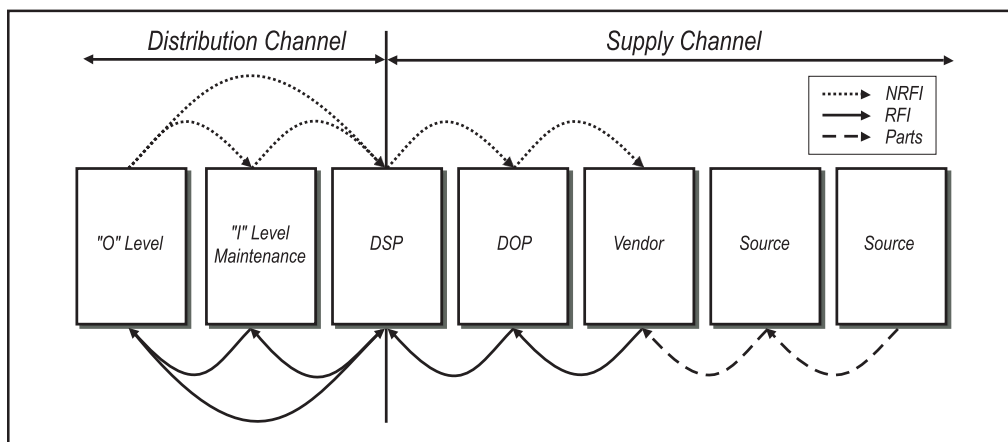 Distribution Channel
Supply Channel
NRFI
RFI
Parts
"O" Level
"I" Level
Maintenance
DSP
DOP
Vendor
Source
Source